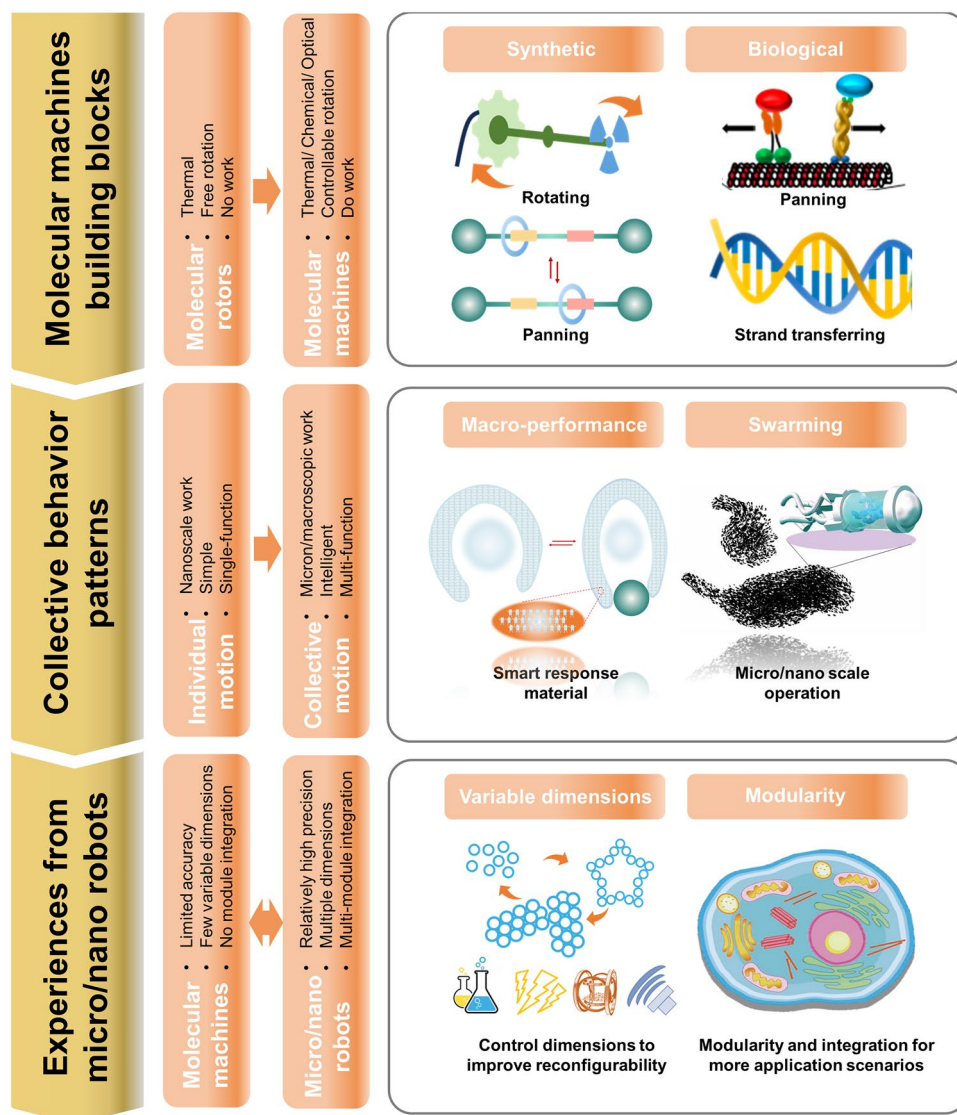 Molecular machines
building blocks
Molecular
rotors
• Thermal
• Free rotation
• No work
Molecular
machines
• Thermal/ Chemical/ Optical
• Controllable rotation
• Do work
Synthetic
Biological
Rotating
Panning
Panning
Strand transferring
Collective behavior
patterns
Individual
motion
• Nanoscale work
• Simple
• Single-function
Collective
motion
• Micron/macroscopic work
• Intelligent
• Multi-function
Macro-performance
Swarming
Smart response
material
Micro/nano scale
operation
Experiences from
micro/nano robots
Molecular
machines
• Limited accuracy
• Few variable dimensions
• No module integration
Micro/nano
robots
• Relatively high precision
• Multiple dimensions
• Multi-module integration
Variable dimensions
Modularity
Control dimensions to
improve reconfigurability
Modularity and integration for
more application scenarios